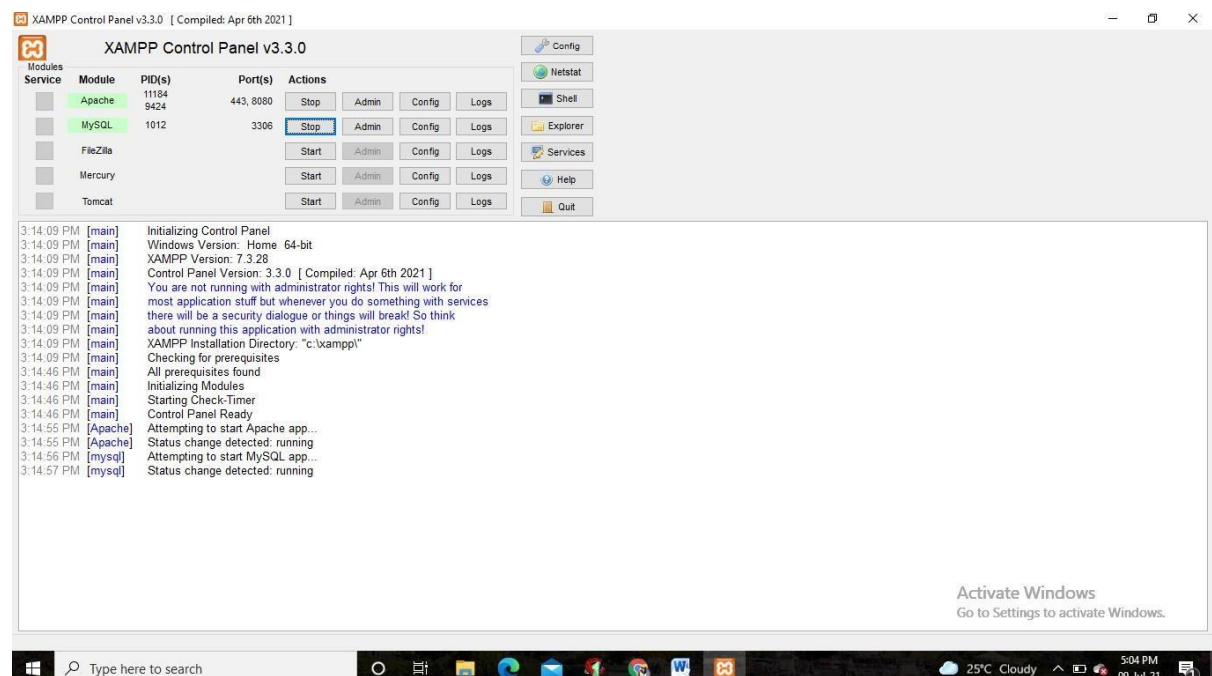 XAMPP Control Panel v3.3.0 [ Compiled: Apr 6th 2021 ]
XAMPP Control Panel v3.3.0
Config
Modules
Service Module PID(s) Port(s) Actions
Netstat
Apache 11184 9424 443, 8080 Stop Admin Config Logs
Shell
MySQL 1012 3306 Stop Admin Config Logs
Explorer
FileZilla Start Admin Config Logs
Services
Mercury Start Admin Config Logs
Help
Tomcat Start Admin Config Logs
Quit
3:14:09 PM [main] Initializing Control Panel
3:14:09 PM [main] Windows Version: Home 64-bit
3:14:09 PM [main] XAMPP Version: 7.3.28
3:14:09 PM [main] Control Panel Version: 3.3.0 [ Compiled: Apr 6th 2021 ]
3:14:09 PM [main] You are not running with administrator rights! This will work for
3:14:09 PM [main] most application stuff but whenever you do something with services
3:14:09 PM [main] there will be a security dialogue or things will break! So think
3:14:09 PM [main] about running this application with administrator rights!
3:14:09 PM [main] XAMPP Installation Directory: "c:\xampp\"
3:14:09 PM [main] Checking for prerequisites
3:14:46 PM [main] All prerequisites found
3:14:46 PM [main] Initializing Modules
3:14:46 PM [main] Starting Check-Timer
3:14:46 PM [main] Control Panel Ready
3:14:55 PM [Apache] Attempting to start Apache app...
3:14:55 PM [Apache] Status change detected: running
3:14:56 PM [mysql] Attempting to start MySQL app...
3:14:57 PM [mysql] Status change detected: running
Activate Windows
Go to Settings to activate Windows.
Type here to search
25°C Cloudy
5:04 PM
09-Jul-21